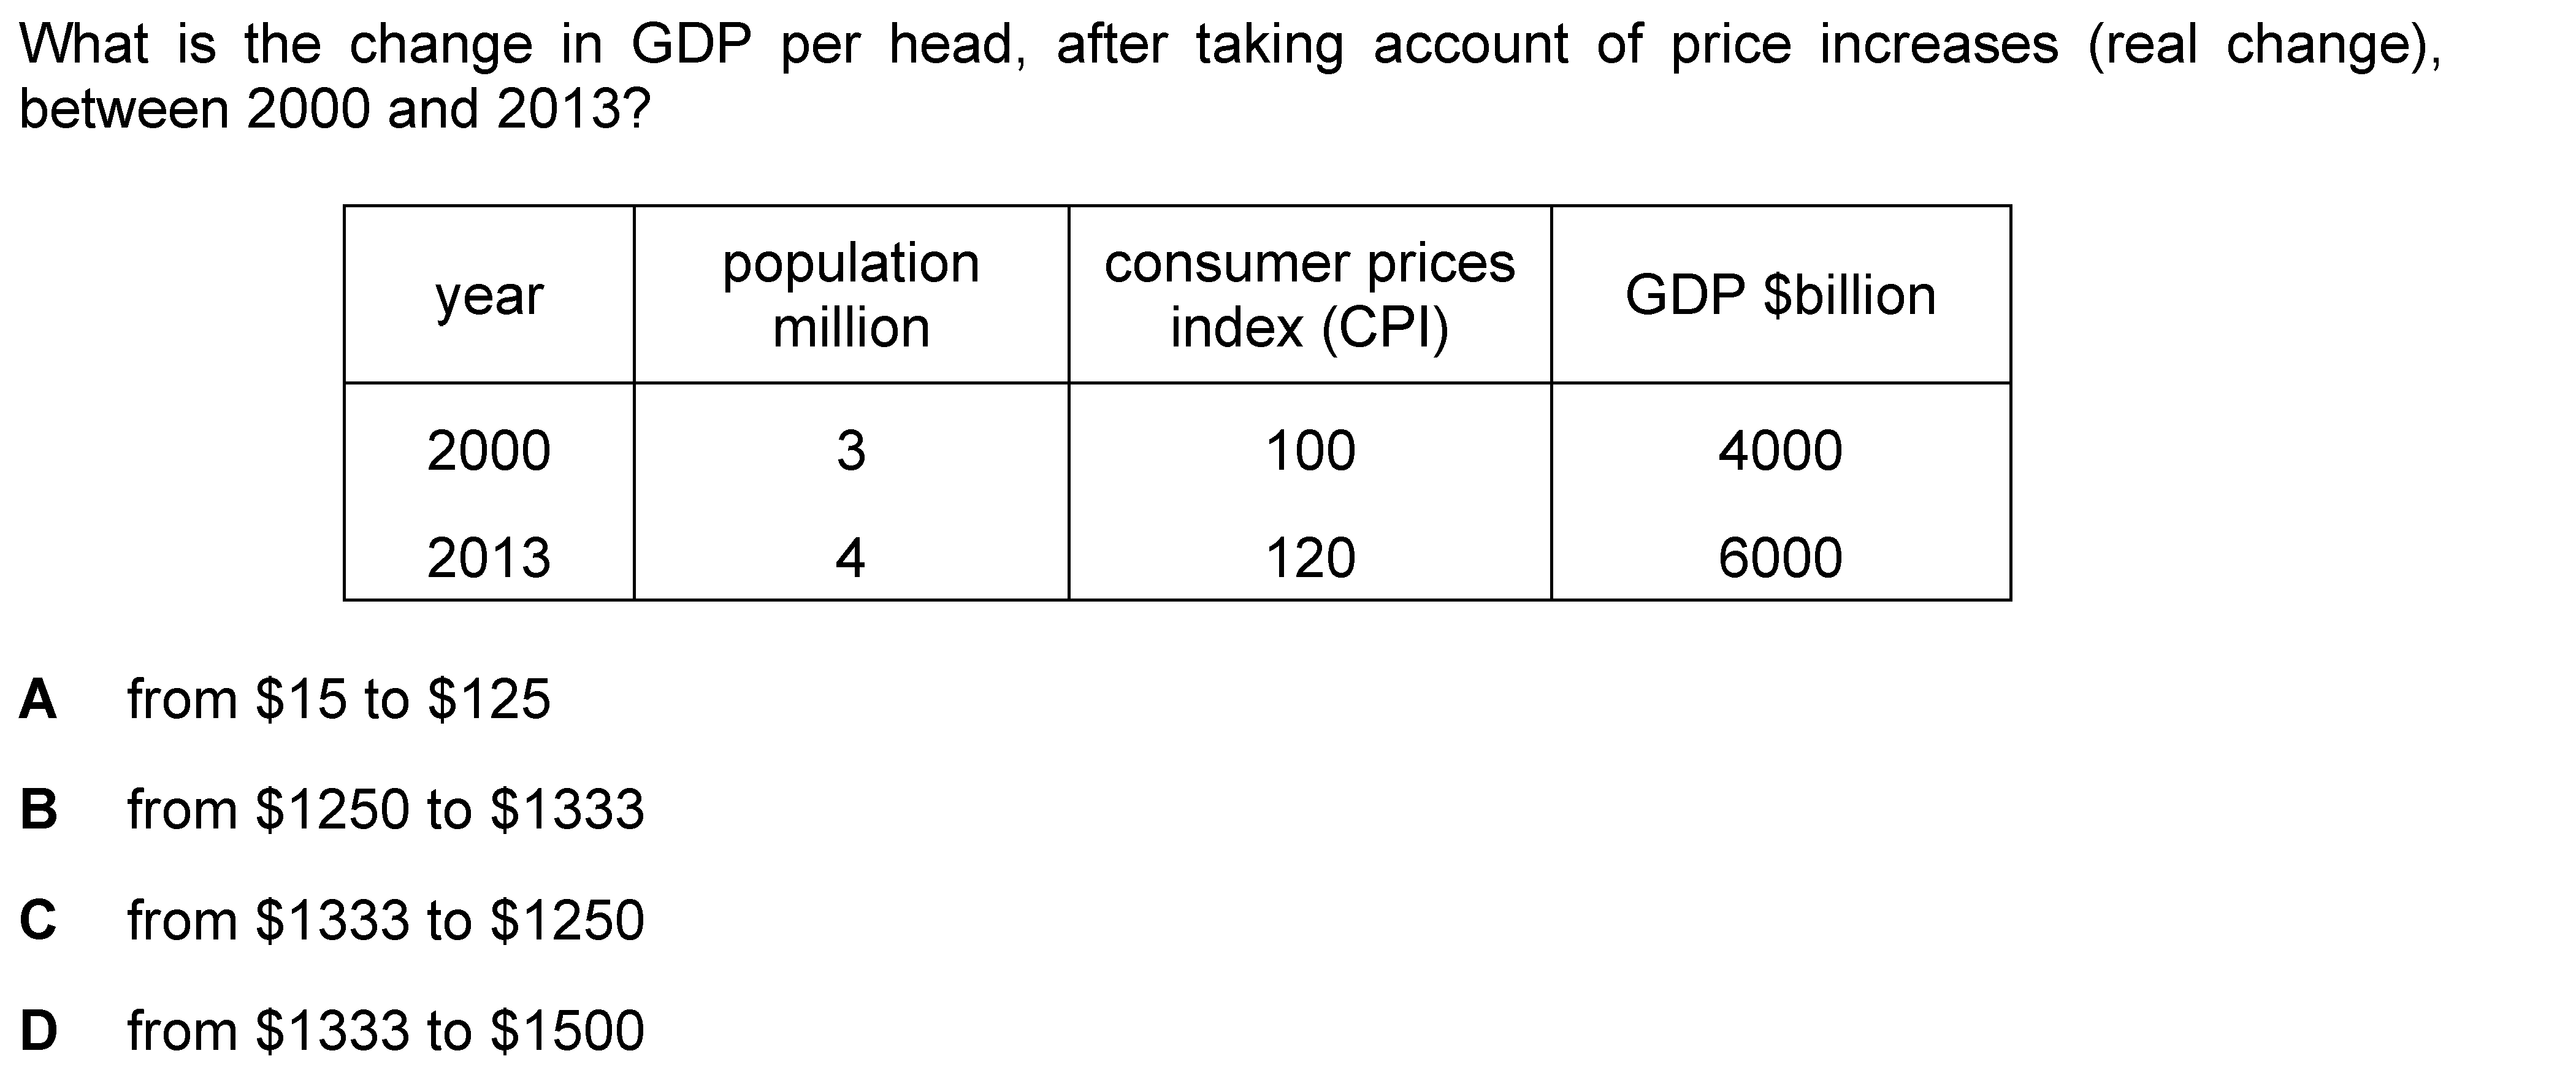 What is the change in GDP per head, after taking account of price increases (real change),
between 2000 and 2013?
year
population
million
consumer prices
index (CPI)
GDP $billion
2000 3 100 4000
2013 4 120 6000
A from $15 to $125
B from $1250 to $1333
C from $1333 to $1250
D from $1333 to $1500